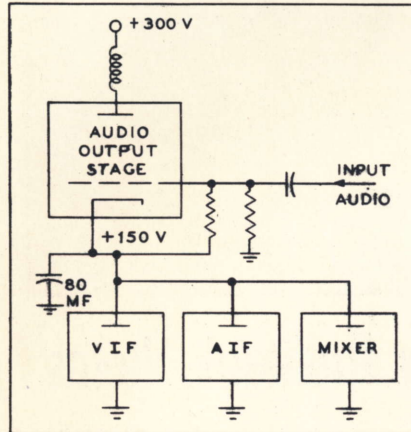 +300 V
AUDIO
OUTPUT
STAGE
INPUT
AUDIO
+150 V
80
MF
VIF
AIF
MIXER